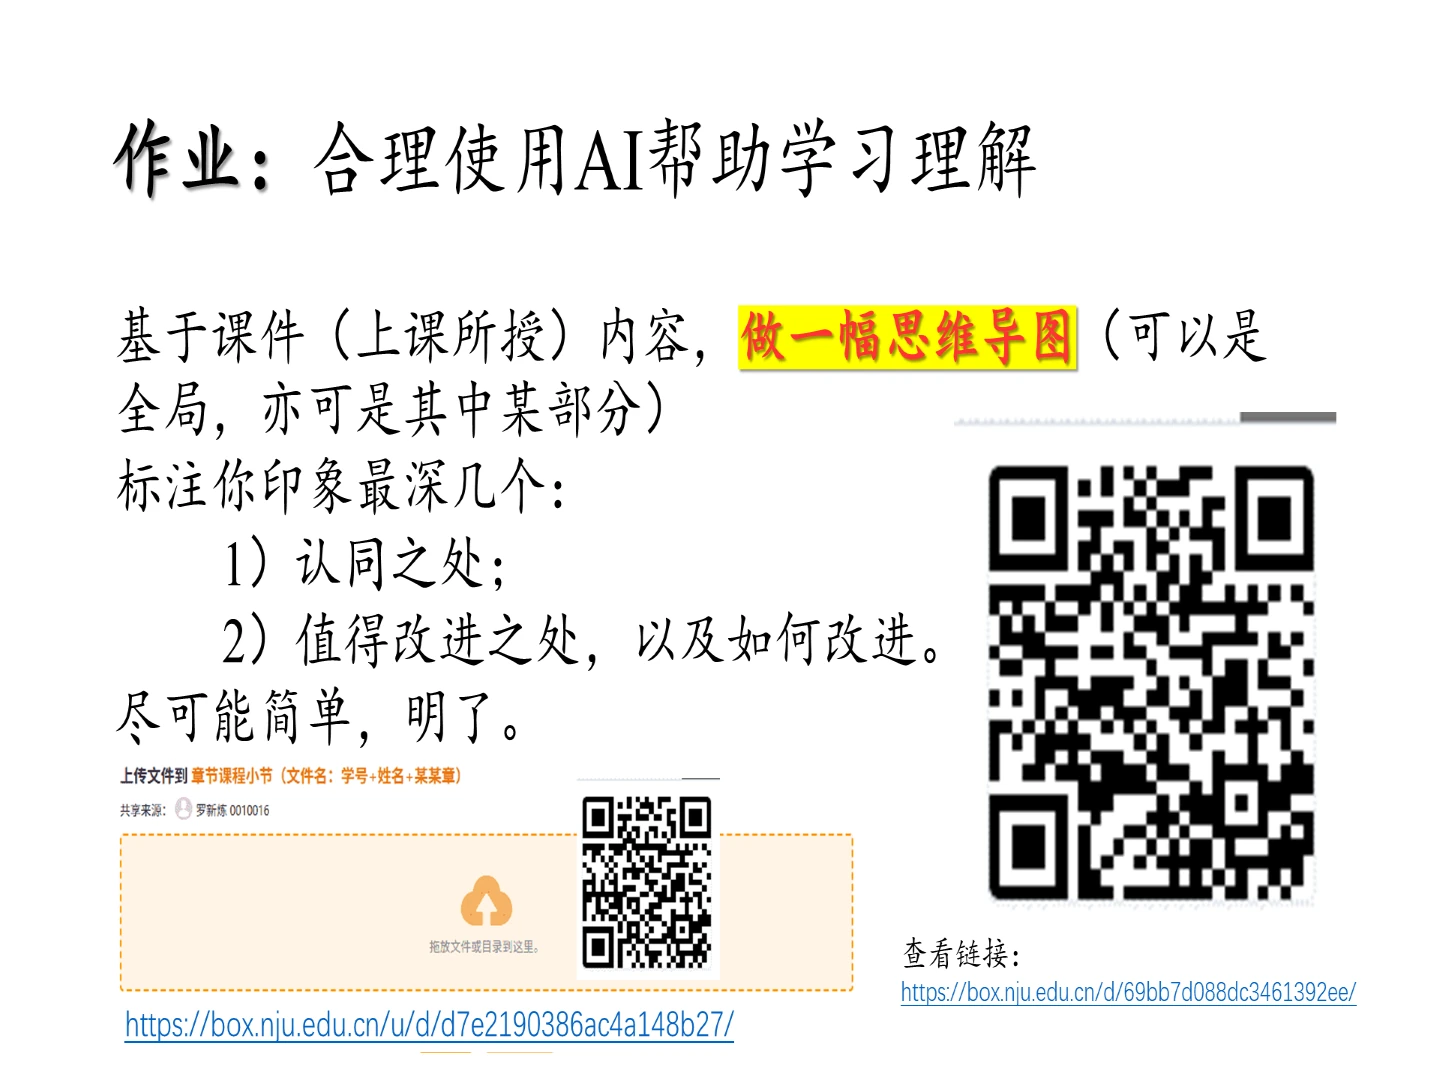 作业：合理使用AI帮助学习理解
基于课件（上课所授）内容，做一幅思维导图（可以是
全局，亦可是其中某部分）
标注你印象最深几个：
1）认同之处；
2）值得改进之处，以及如何改进。
尽可能简单，明了。
上传文件到 章节课程小节（文件名：学号+姓名+某某章）
共享来源： 罗新炼 0010016
拖放文件或目录到这里。
https://box.nju.edu.cn/u/d/d7e2190386ac4a148b27/
查看链接：
https://box.nju.edu.cn/d/69bb7d088dc3461392ee/